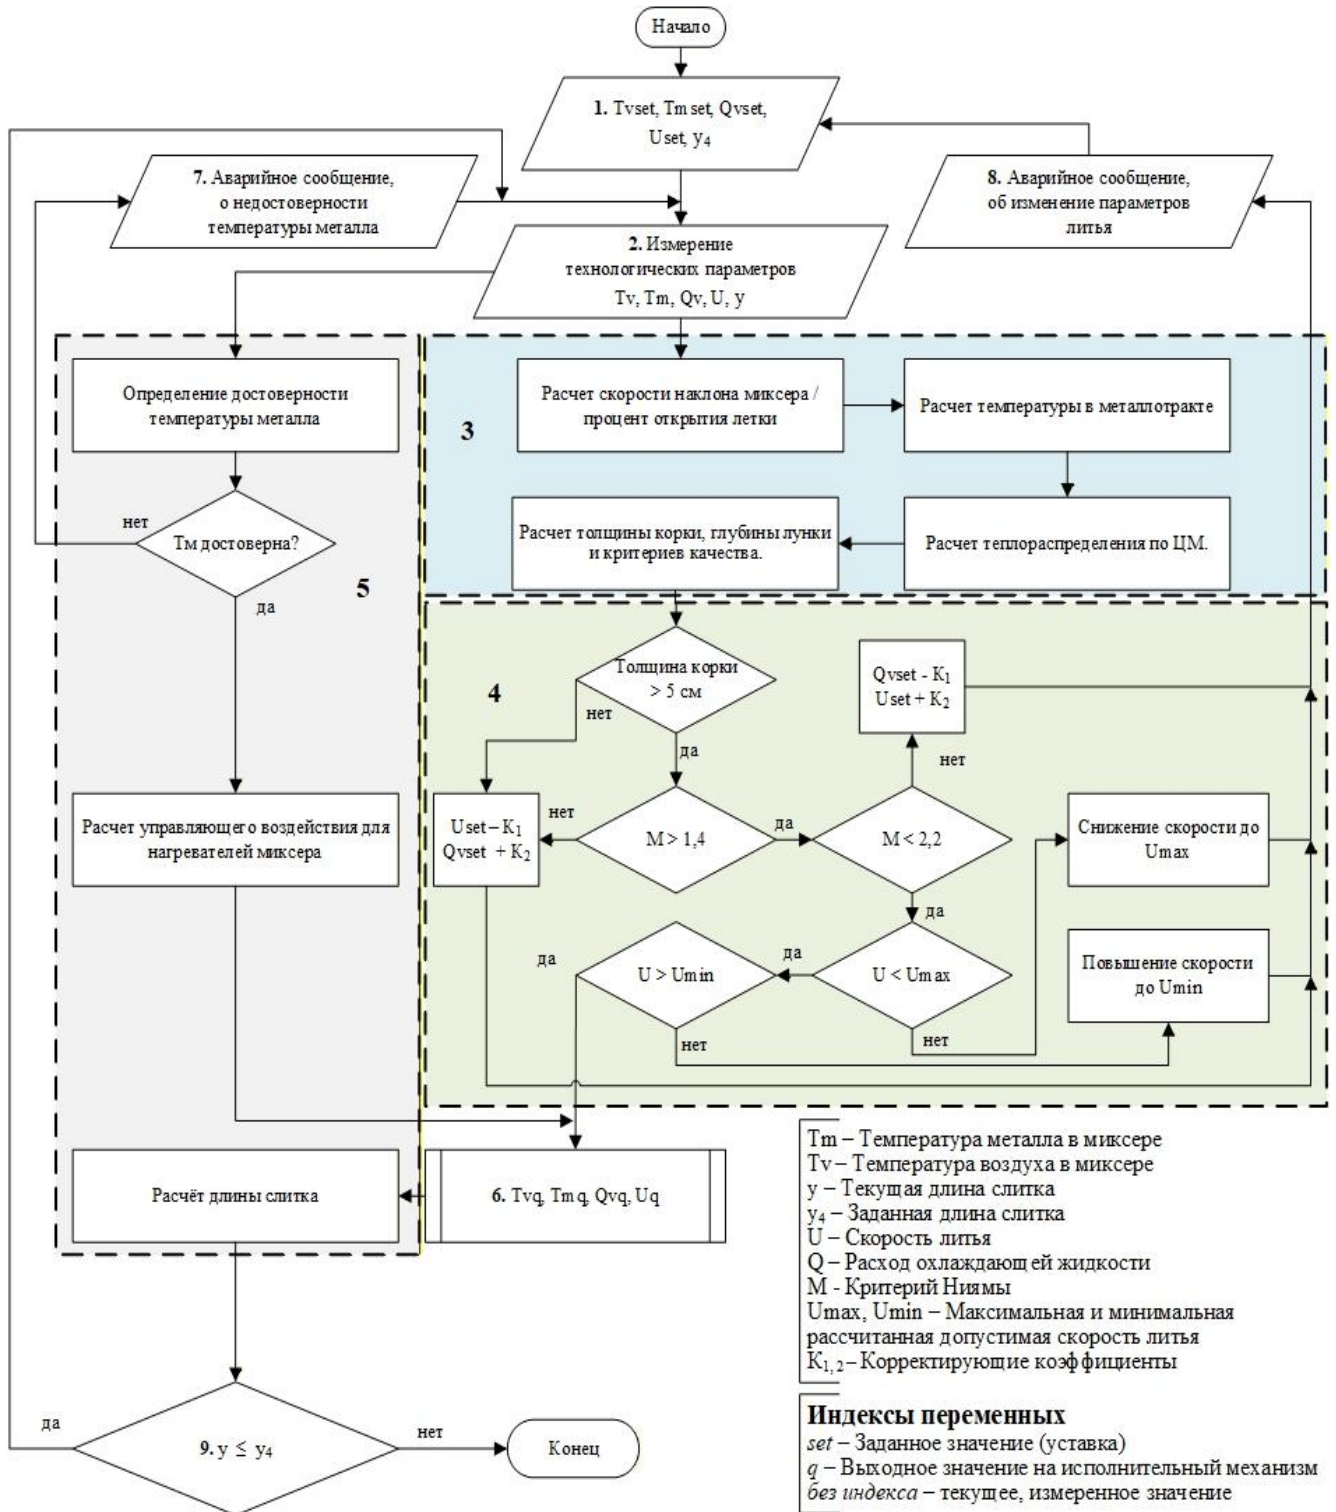 Начало
1. Tvset, Tmset, Qvset,
Uset, y₄
7. Аварийное сообщение,
о недостоверности
температуры металла
8. Аварийное сообщение,
об изменение параметров
литья
2. Измерение
технологических параметров
Tv, Tm, Qv, U, y
Определение достоверности
температуры металла
3
Расчет скорости наклона миксера /
процент открытия летки
Расчет температуры в металлотракте
нет
Тм достоверна?
да
5
Расчет толщины корки, глубины лунки
и критериев качества.
Расчет теплораспределения по ЦМ.
4
Толщина корки
> 5 см
нет
да
Qvset - K₁
Uset + K₂
нет
Расчет управляющего воздействия для
нагревателей миксера
Uset – K₁
Qvset + K₂
нет
M > 1,4
да
M < 2,2
да
Снижение скорости до
Umax
да
U > Umin
да
U < Umax
нет
нет
Повышение скорости
до Umin
Расчёт длины слитка
6. Tvq, Tmq, Qvq, Uq
Tm – Температура металла в миксере
Tv – Температура воздуха в миксере
y – Текущая длина слитка
y₄ – Заданная длина слитка
U – Скорость литья
Q – Расход охлаждающей жидкости
M - Критерий Ниямы
Umax, Umin – Максимальная и минимальная
рассчитанная допустимая скорость литья
K₁, ₂ – Корректирующие коэффициенты
да
9. y ≤ y₄
нет
Конец
Индексы переменных
set – Заданное значение (уставка)
q – Выходное значение на исполнительный механизм
без индекса – текущее, измеренное значение